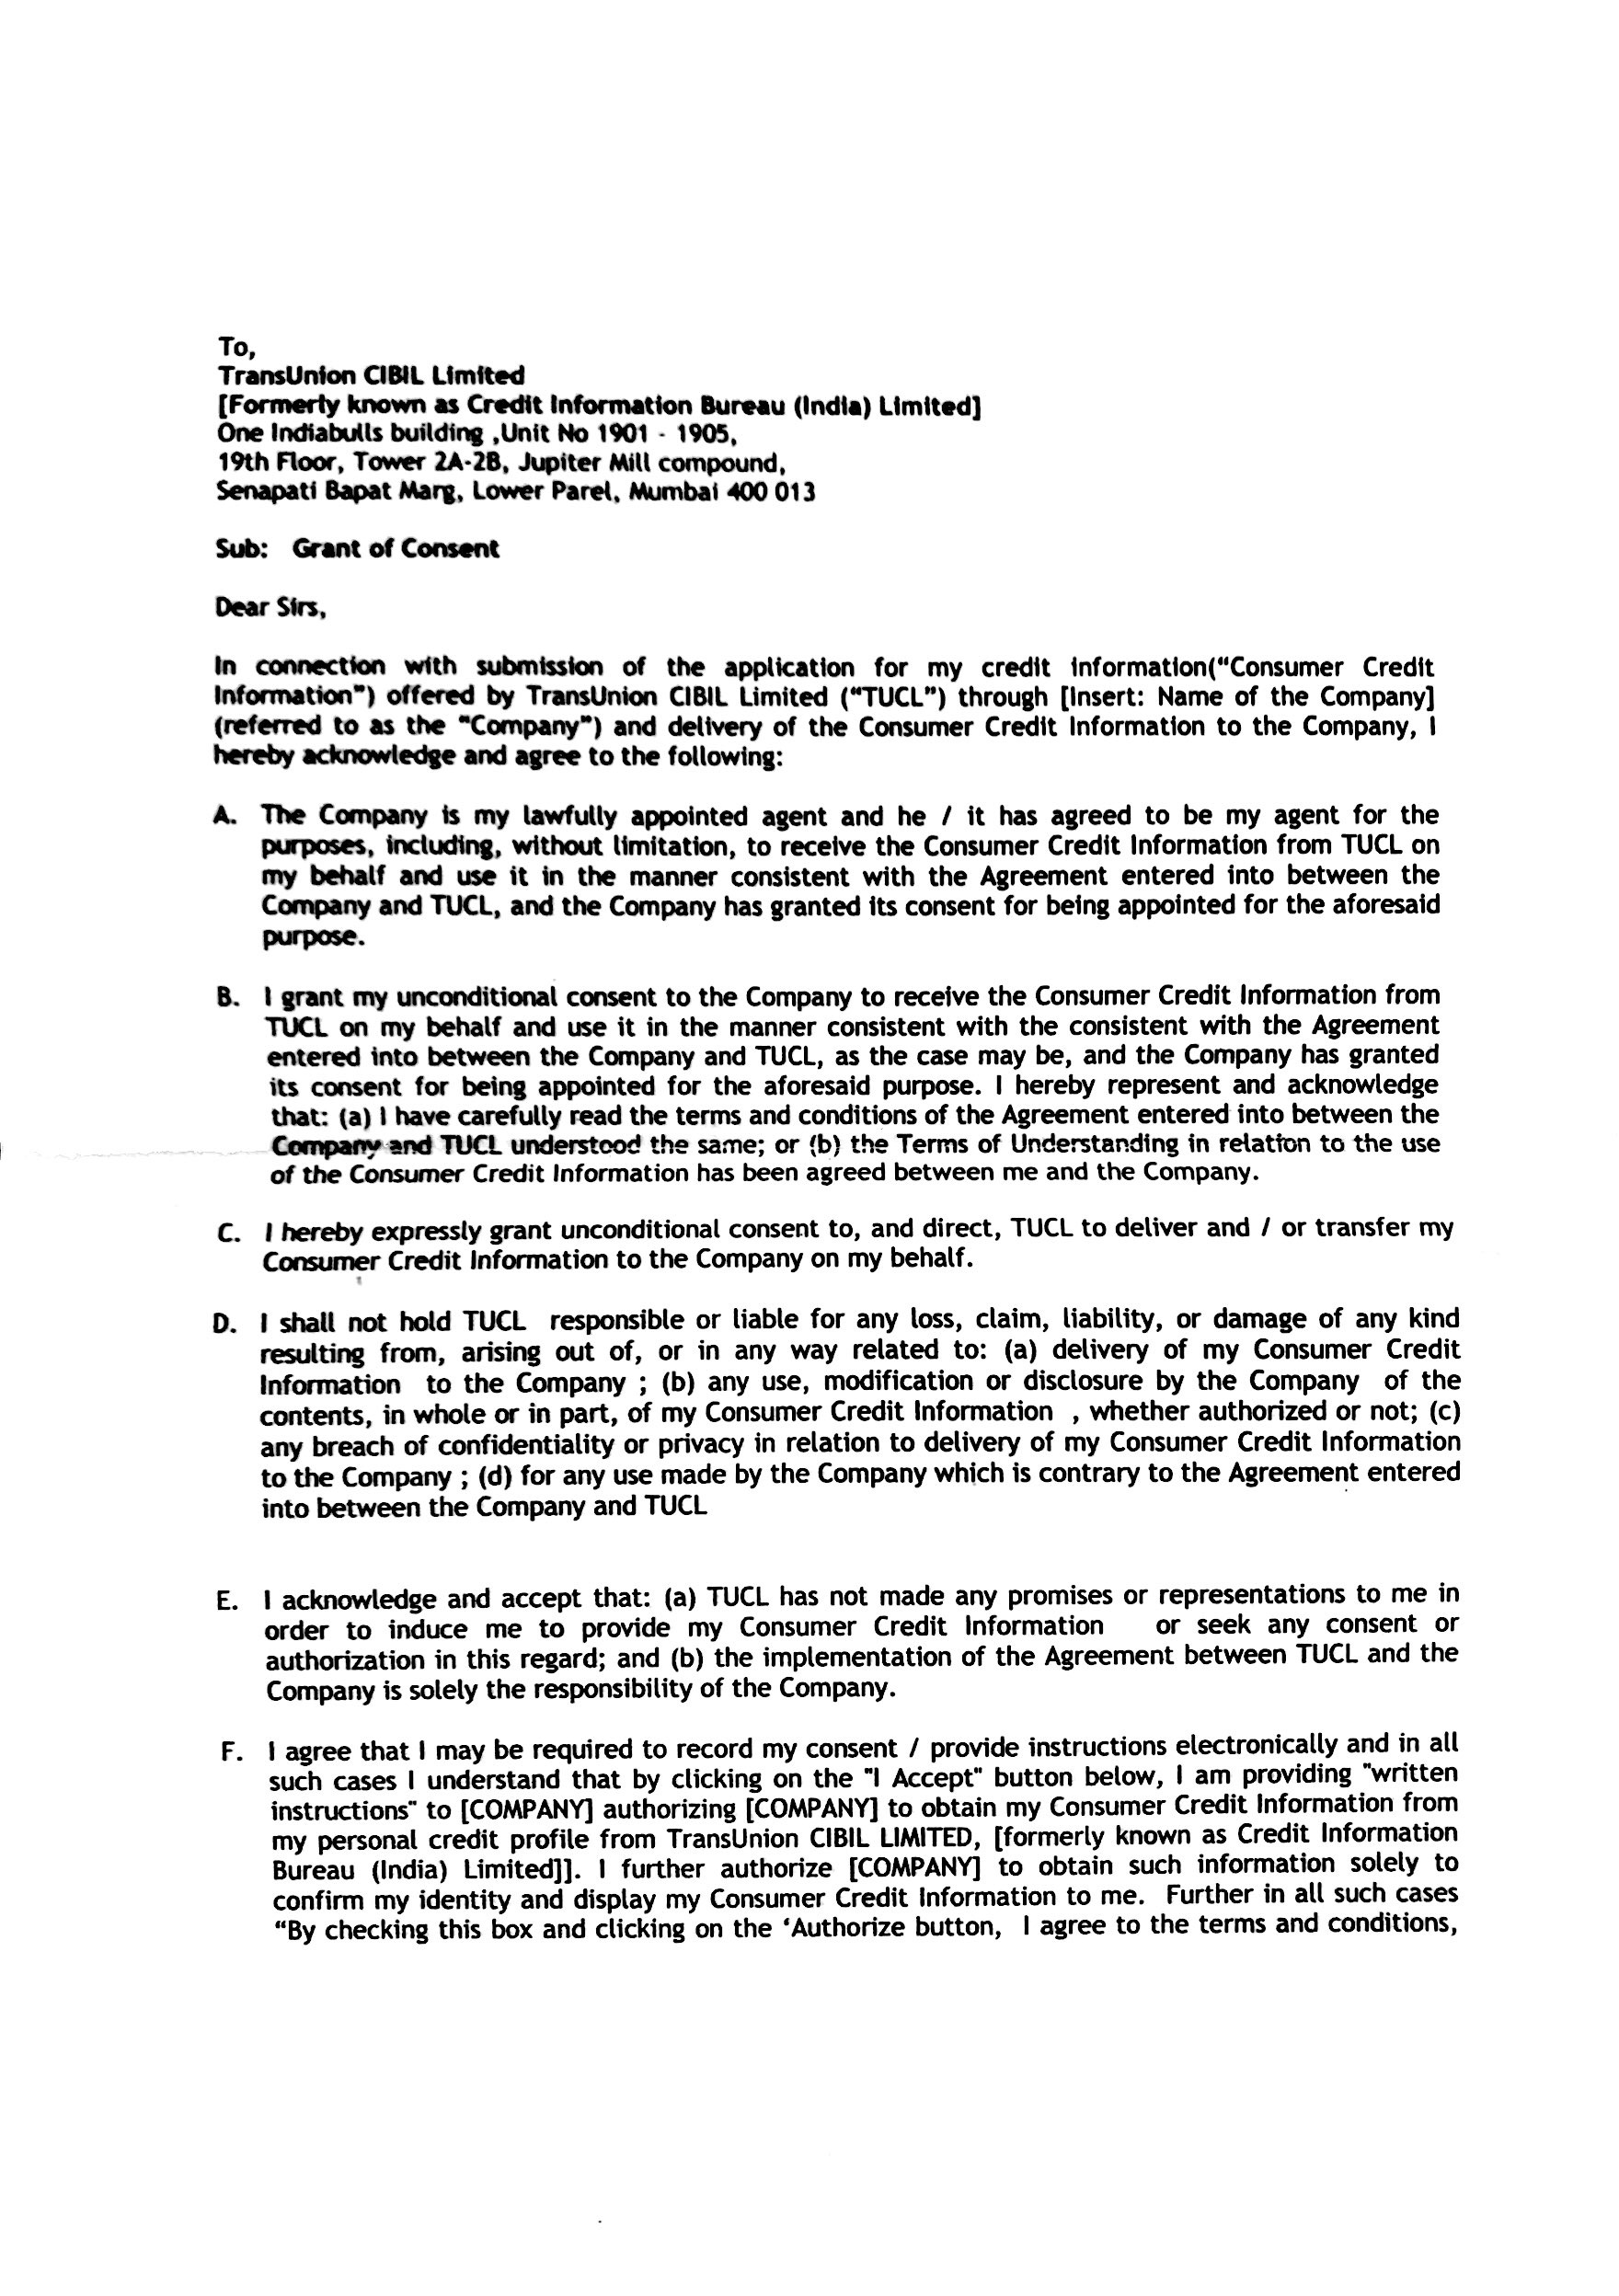 To,
TransUnion CIBIL Limited
[Formerly known as Credit Information Bureau (India) Limited]
One Indiabulls building ,Unit No 1901 - 1905,
19th Floor, Tower 2A-2B, Jupiter Mill compound,
Senapati Bapat Marg, Lower Parel, Mumbai 400 013
Sub: Grant of Consent
Dear Sirs,
In connection with submission of the application for my credit information("Consumer Credit
Information") offered by TransUnion CIBIL Limited ("TUCL") through [Insert: Name of the Company]
(referred to as the "Company") and delivery of the Consumer Credit Information to the Company, I
hereby acknowledge and agree to the following:
A. The Company is my lawfully appointed agent and he / it has agreed to be my agent for the
purposes, including, without limitation, to receive the Consumer Credit Information from TUCL on
my behalf and use it in the manner consistent with the Agreement entered into between the
Company and TUCL, and the Company has granted its consent for being appointed for the aforesaid
purpose.
B. I grant my unconditional consent to the Company to receive the Consumer Credit Information from
TUCL on my behalf and use it in the manner consistent with the consistent with the Agreement
entered into between the Company and TUCL, as the case may be, and the Company has granted
its consent for being appointed for the aforesaid purpose. I hereby represent and acknowledge
that: (a) I have carefully read the terms and conditions of the Agreement entered into between the
Company and TUCL understood the same; or (b) the Terms of Understanding in relation to the use
of the Consumer Credit Information has been agreed between me and the Company.
C. I hereby expressly grant unconditional consent to, and direct, TUCL to deliver and / or transfer my
Consumer Credit Information to the Company on my behalf.
D. I shall not hold TUCL responsible or liable for any loss, claim, liability, or damage of any kind
resulting from, arising out of, or in any way related to: (a) delivery of my Consumer Credit
Information to the Company ; (b) any use, modification or disclosure by the Company of the
contents, in whole or in part, of my Consumer Credit Information , whether authorized or not; (c)
any breach of confidentiality or privacy in relation to delivery of my Consumer Credit Information
to the Company ; (d) for any use made by the Company which is contrary to the Agreement entered
into between the Company and TUCL
E. I acknowledge and accept that: (a) TUCL has not made any promises or representations to me in
order to induce me to provide my Consumer Credit Information or seek any consent or
authorization in this regard; and (b) the implementation of the Agreement between TUCL and the
Company is solely the responsibility of the Company.
F. I agree that I may be required to record my consent / provide instructions electronically and in all
such cases I understand that by clicking on the "I Accept" button below, I am providing "written
instructions" to [COMPANY] authorizing [COMPANY] to obtain my Consumer Credit Information from
my personal credit profile from TransUnion CIBIL LIMITED, [formerly known as Credit Information
Bureau (India) Limited]]. I further authorize [COMPANY] to obtain such information solely to
confirm my identity and display my Consumer Credit Information to me. Further in all such cases
"By checking this box and clicking on the 'Authorize button, I agree to the terms and conditions,